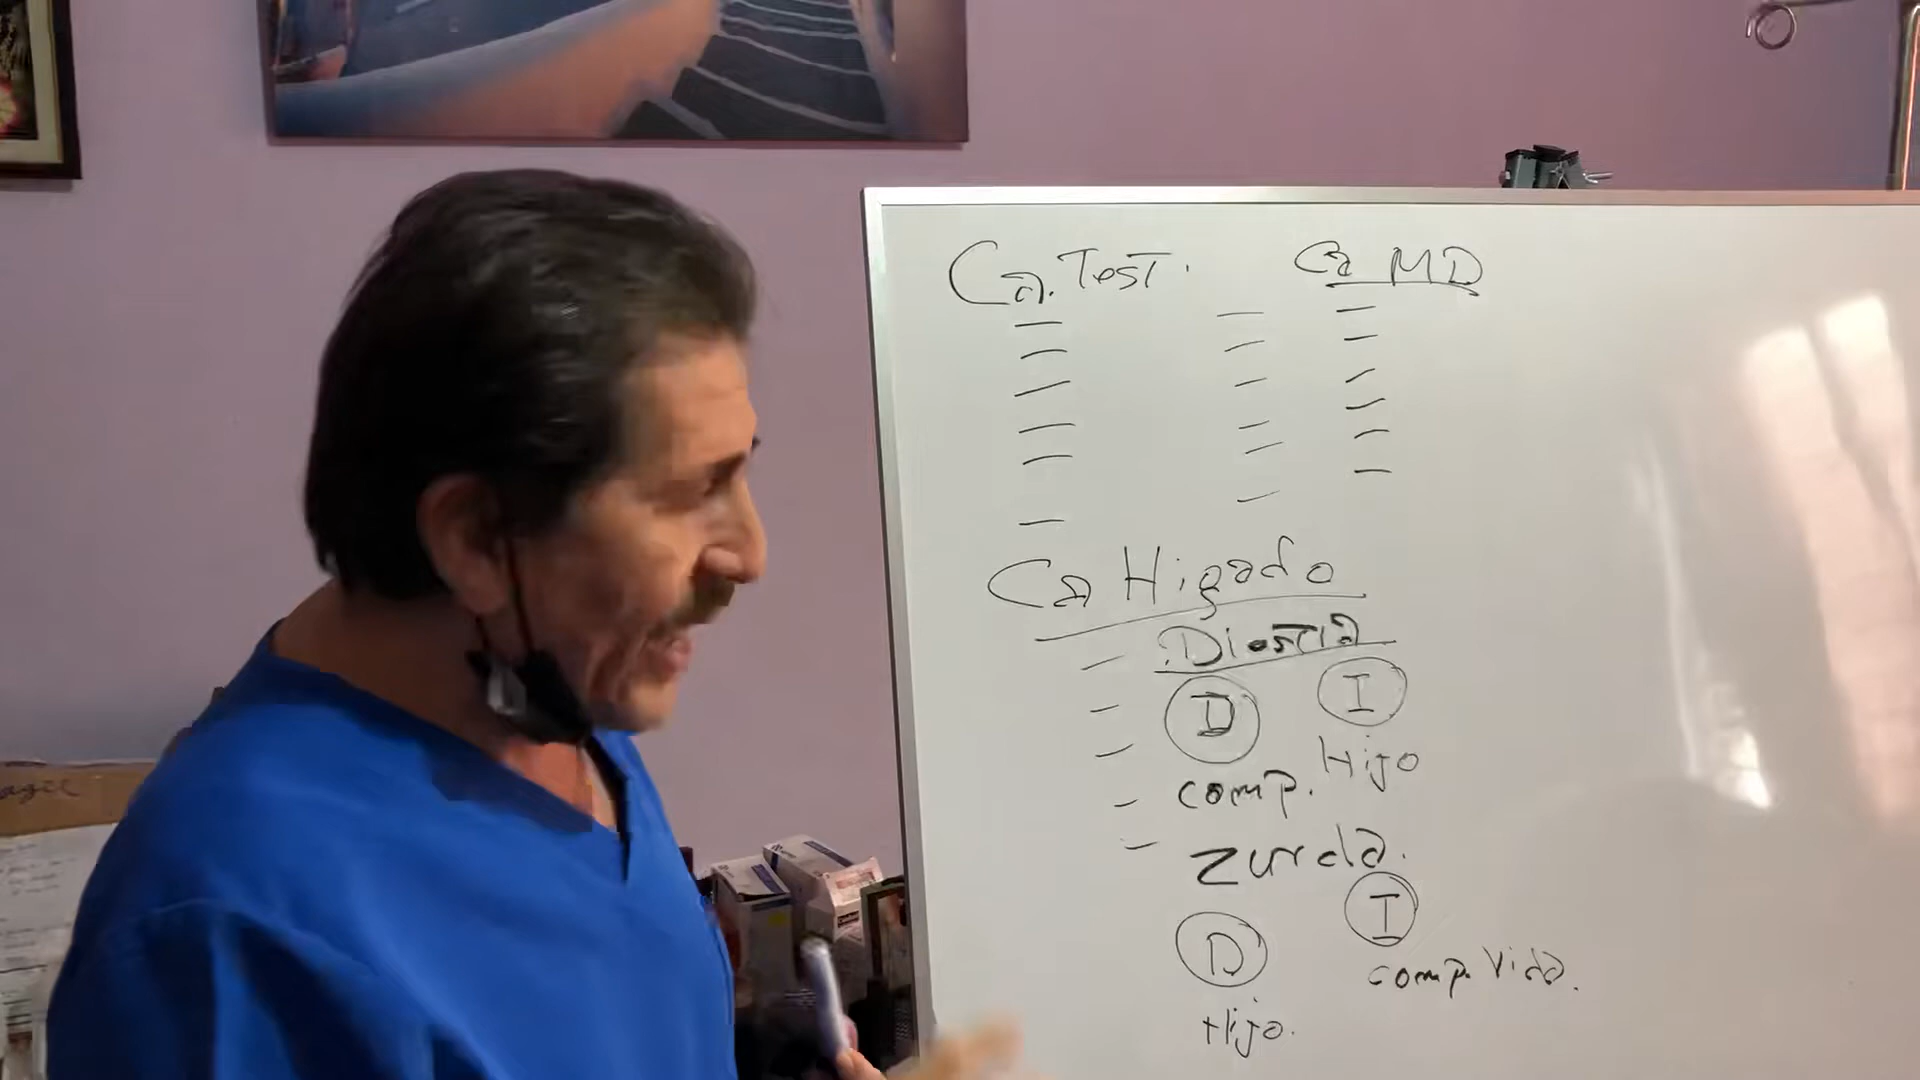 Ca. Test.
Ca MD
Ca Higado
Diestra
D I
comp. Hijo
zurda.
D I
Hijo. comp. Vida.